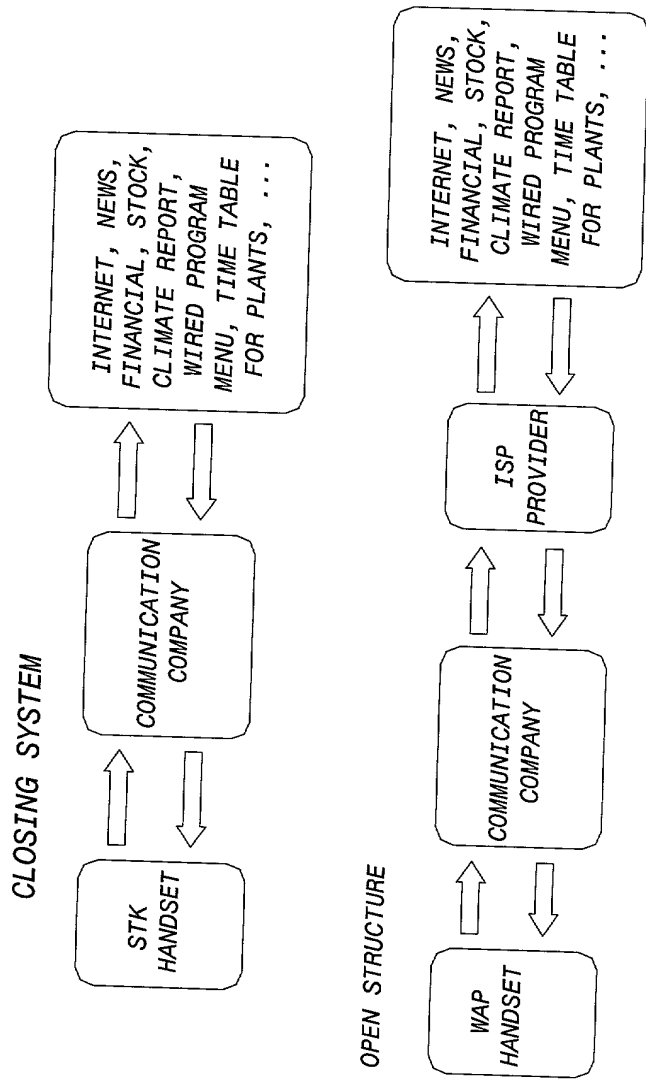 CLOSING SYSTEM
STK
HANDSET
COMMUNICATION
COMPANY
INTERNET, NEWS,
FINANCIAL, STOCK,
CLIMATE REPORT,
WIRED PROGRAM
MENU, TIME TABLE
FOR PLANTS, ...
OPEN STRUCTURE
WAP
HANDSET
COMMUNICATION
COMPANY
ISP
PROVIDER
INTERNET, NEWS,
FINANCIAL, STOCK,
CLIMATE REPORT,
WIRED PROGRAM
MENU, TIME TABLE
FOR PLANTS, ...